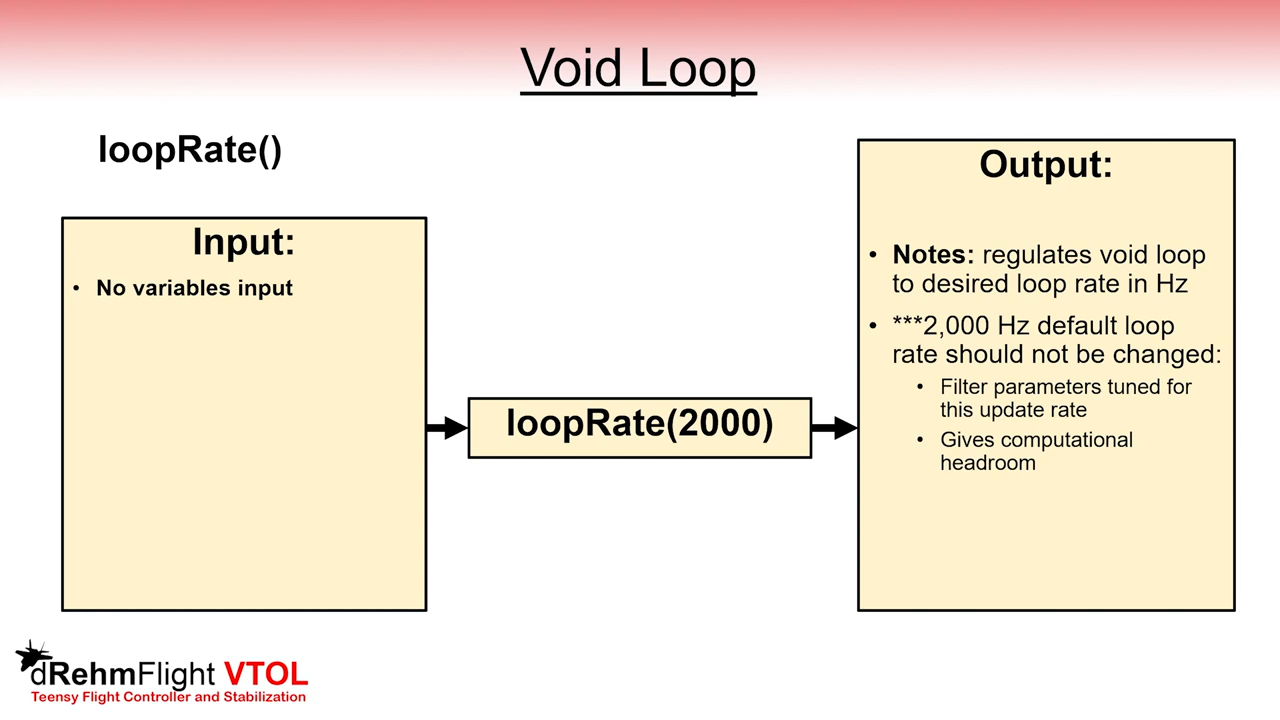 Void Loop
loopRate()
Input:
• No variables input
loopRate(2000)
Output:
• Notes: regulates void loop
to desired loop rate in Hz
• ***2,000 Hz default loop
rate should not be changed:
• Filter parameters tuned for
this update rate
• Gives computational
headroom
dRehmFlight VTOL
Teensy Flight Controller and Stabilization